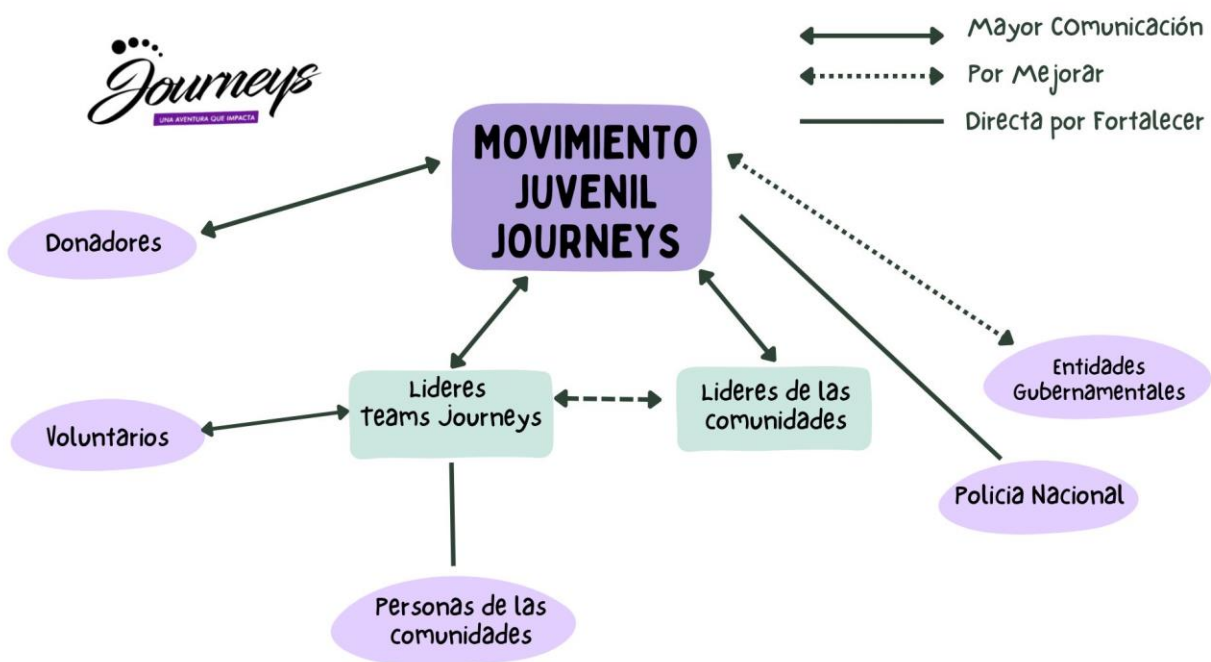 Journeys
UNA AVENTURA QUE IMPACTA
Mayor Comunicación
Por Mejorar
Directa por Fortalecer
MOVIMIENTO
JUVENIL
JOURNEYS
Donadores
Voluntarios
Lideres
Teams Journeys
Lideres de las
comunidades
Entidades
Gubernamentales
Policia Nacional
Personas de las
comunidades